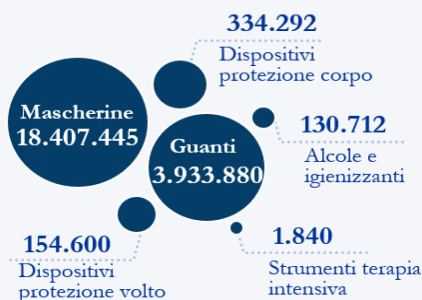 334.292
Dispositivi
protezione corpo
Mascherine
18.407.445
Guanti
3.933.880
130.712
Alcole e
igienizzanti
154.600
Dispositivi
protezione volto
1.840
Strumenti terapia
intensiva